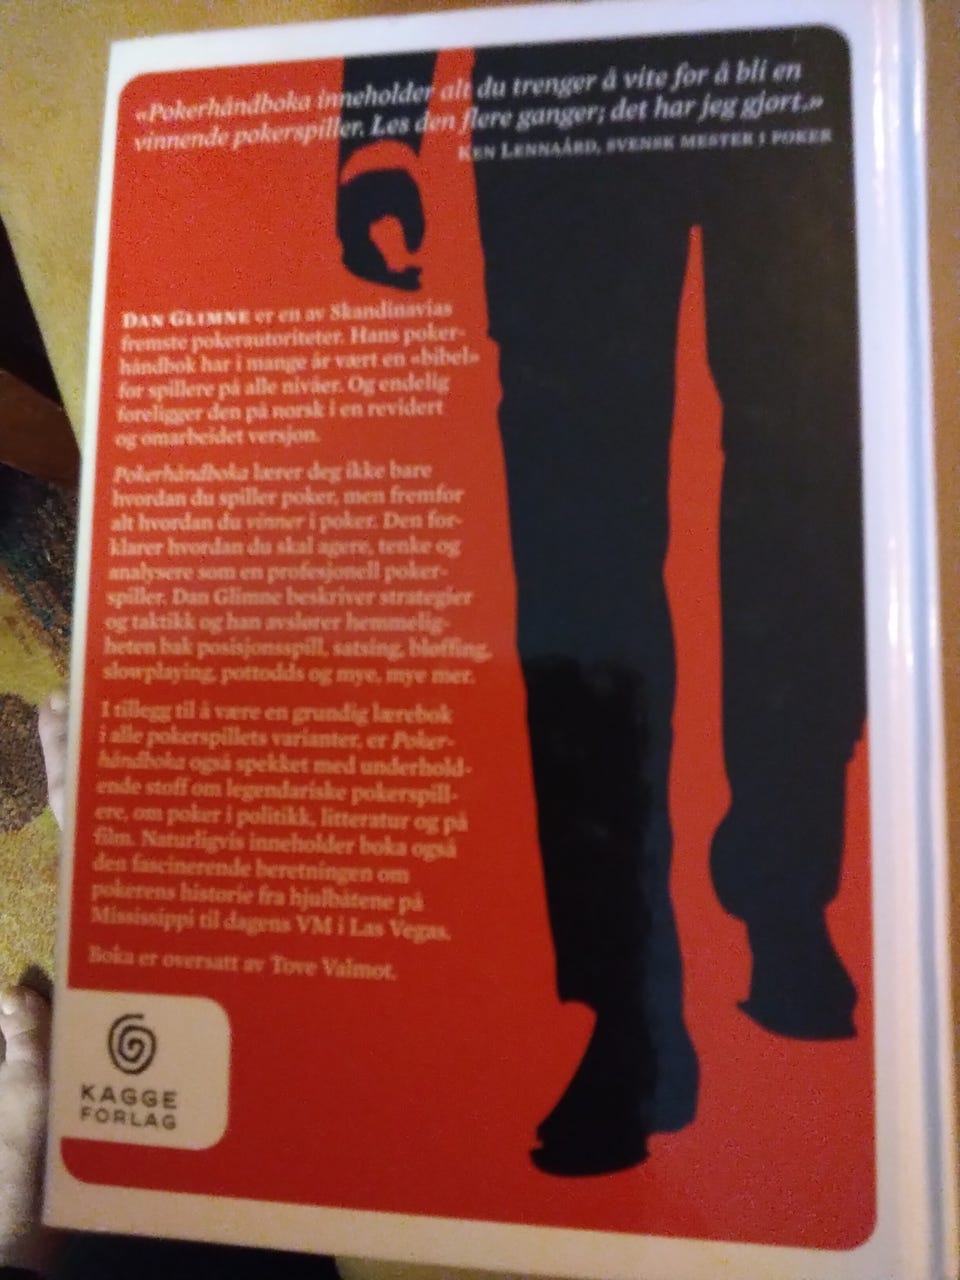 «Pokerhåndboka inneholder alt du trenger å vite for å bli en
vinnende pokerspiller. Les den flere ganger; det har jeg gjort.»
KEN LENNAÁRD, SVENSK MESTER I POKER
DAN GLIMNE er en av Skandinavias
fremste pokerautoriteter. Hans poker-
håndbok har i mange år vært en «bibel»
for spillere på alle nivåer. Og endelig
foreligger den på norsk i en revidert
og omarbeidet versjon.
Pokerhåndboka lærer deg ikke bare
hvordan du spiller poker, men fremfor
alt hvordan du vinner i poker. Den for-
klarer hvordan du skal agere, tenke og
analysere som en profesjonell poker-
spiller. Dan Glimne beskriver strategier
og taktikk og han avslører hemmelig-
heten bak posisjonsspill, satsing, bløffing,
slowplaying, pottodds og mye, mye mer.
I tillegg til å være en grundig lærebok
i alle pokerspillets varianter, er Poker-
håndboka også spekket med underhold-
ende stoff om legendariske pokerspill-
ere, om poker i politikk, litteratur og på
film. Naturligvis inneholder boka også
den fascinerende beretningen om
pokerens historie fra hjulbåtene på
Mississippi til dagens VM i Las Vegas.
Boka er oversatt av Tove Valmot.
KAGGE
FORLAG